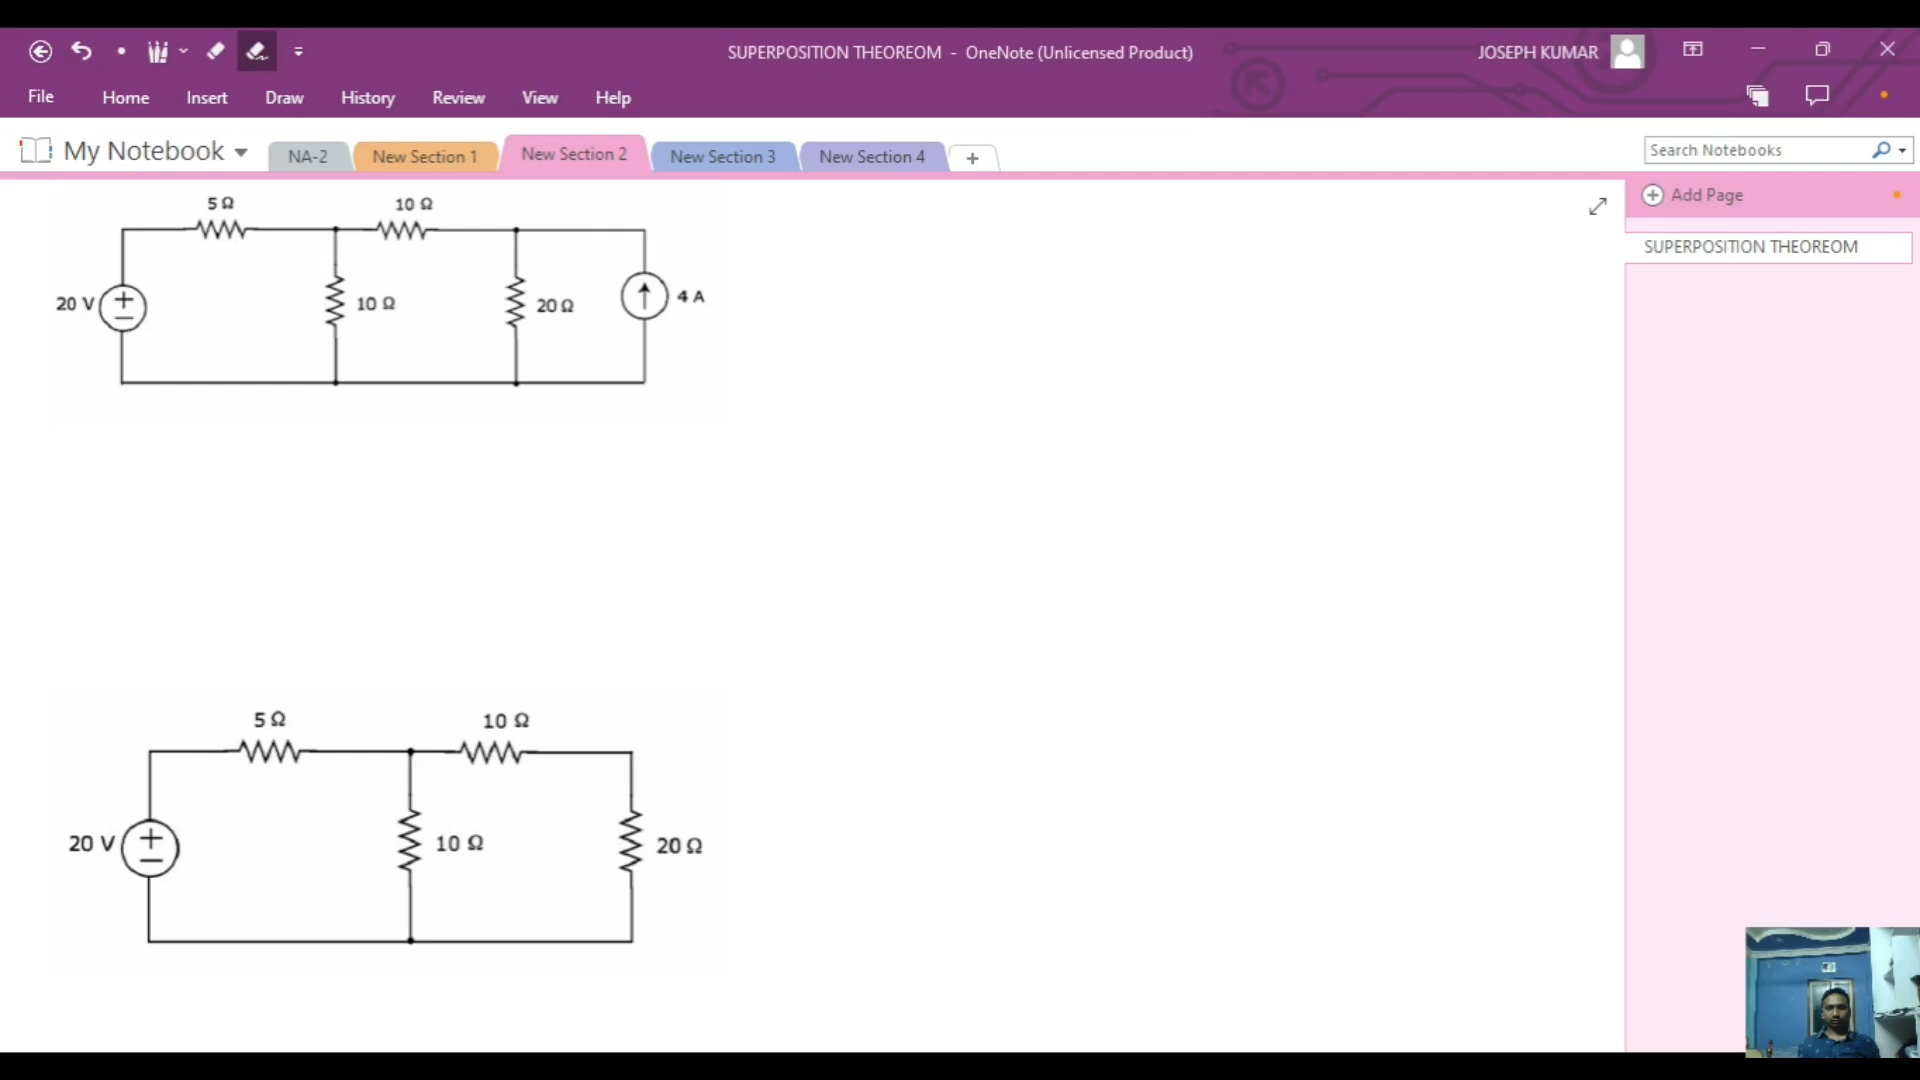 SUPERPOSITION THEOREOM - OneNote (Unlicensed Product)
JOSEPH KUMAR
File Home Insert Draw History Review View Help
My Notebook
NA-2
New Section 1
New Section 2
New Section 3
New Section 4
+
Search Notebooks
Add Page
SUPERPOSITION THEOREOM
5 Ω
10 Ω
20 V
+
−
10 Ω
20 Ω
4 A
5 Ω
10 Ω
20 V
+
−
10 Ω
20 Ω